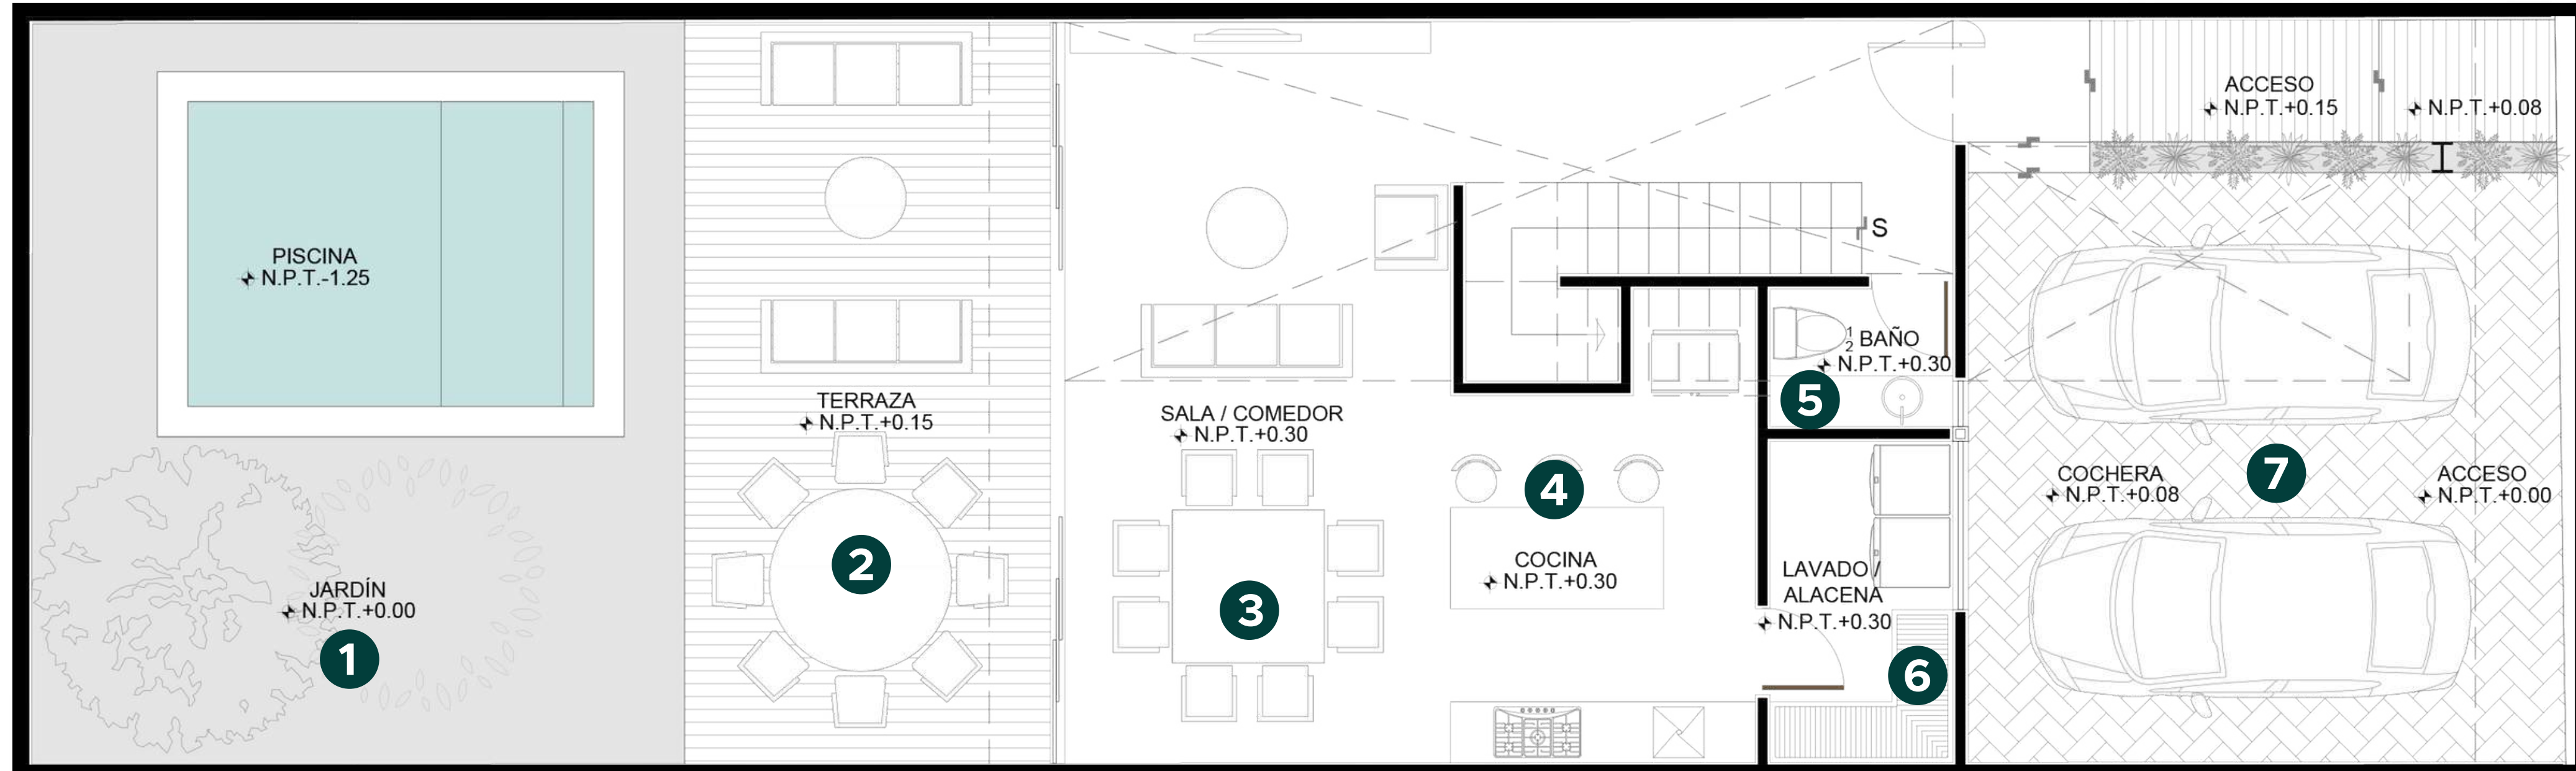 ACCESO
N.P.T.+0.15
N.P.T.+0.08
PISCINA
N.P.T.-1.25
S
1
2 BAÑO
N.P.T.+0.30
5
TERRAZA
N.P.T.+0.15
SALA / COMEDOR
N.P.T.+0.30
4
COCHERA
N.P.T.+0.08
7
ACCESO
N.P.T.+0.00
2
COCINA
N.P.T.+0.30
LAVADO /
ALACENA
N.P.T.+0.30
JARDÍN
N.P.T.+0.00
1
3
6